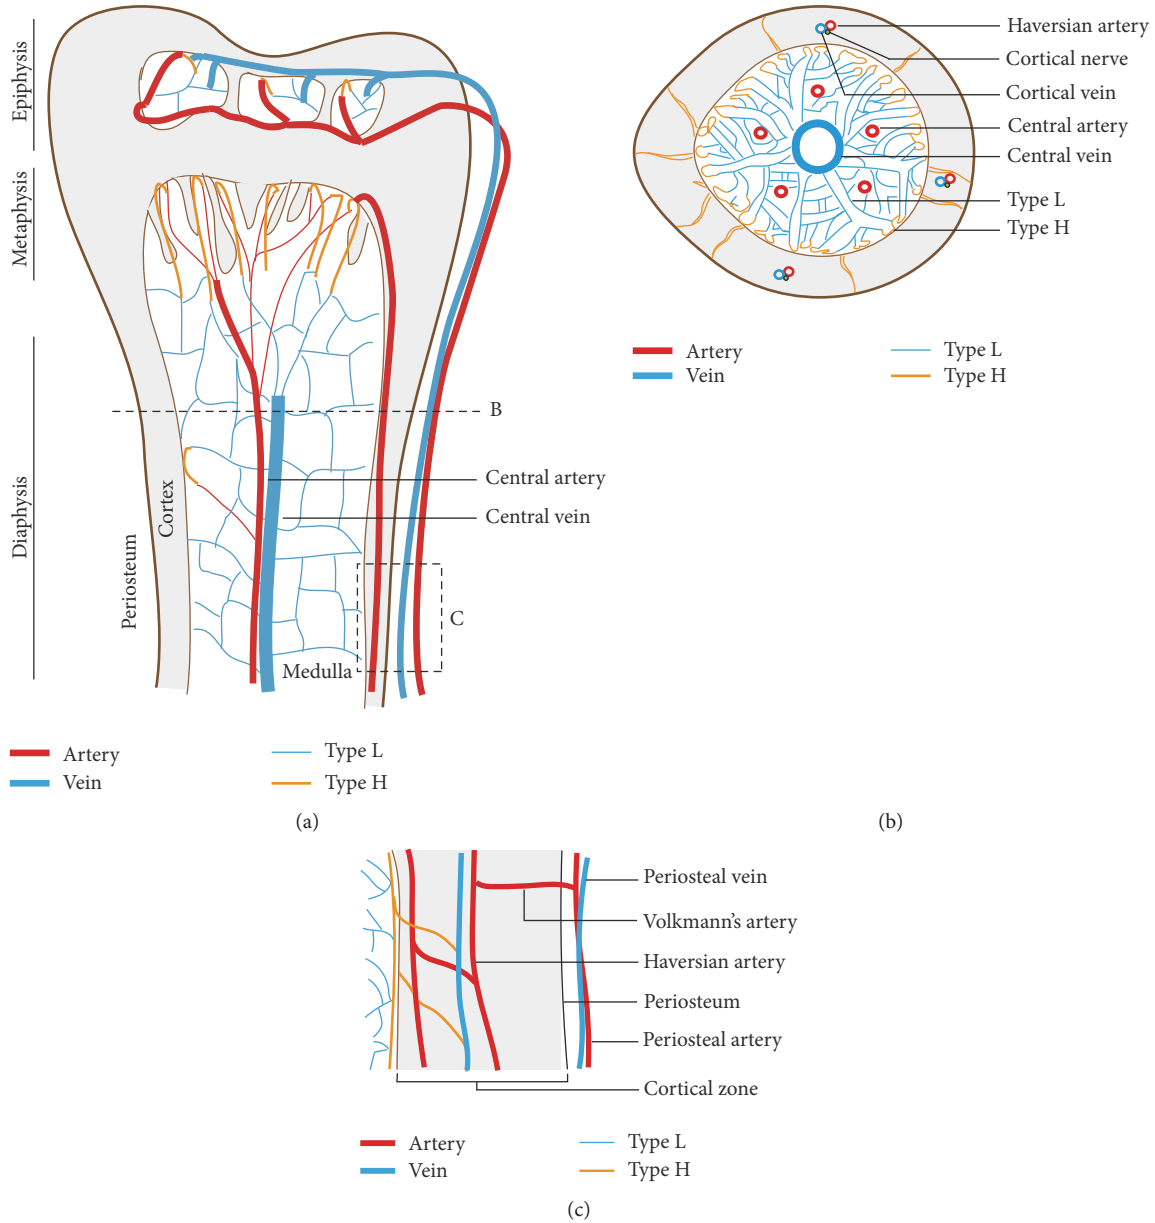 Epiphysis
Metaphysis
Diaphysis
Periosteum
Cortex
B
Central artery
Central vein
C
Medulla
Artery
Vein
Type L
Type H
(a)
Haversian artery
Cortical nerve
Cortical vein
Central artery
Central vein
Type L
Type H
Artery
Vein
Type L
Type H
(b)
Periosteal vein
Volkmann's artery
Haversian artery
Periosteum
Periosteal artery
Cortical zone
Artery
Vein
Type L
Type H
(c)